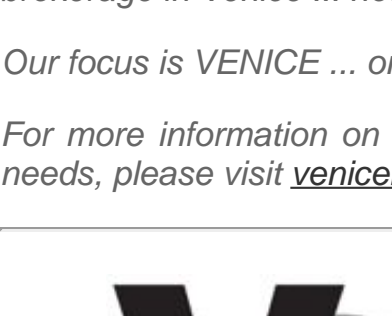 brokerage in Venice ...
Our focus is VENICE ...
For more information on
needs, please visit venice